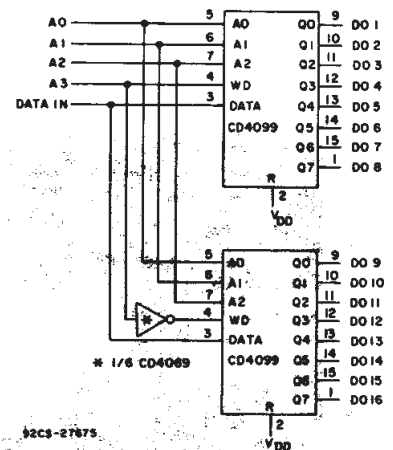 A0 5 A0 Q0 9 DO 1
A1 6 A1 Q1 10 DO 2
A2 7 A2 Q2 11 DO 3
A3 4 WD Q3 12 DO 4
DATA IN 3 DATA Q4 13 DO 5
CD4099 Q5 14 DO 6
Q6 15 DO 7
Q7 1 DO 8
R
2
VDD
5 A0 Q0 9 DO 9
6 A1 Q1 10 DO 10
7 A2 Q2 11 DO 11
* 4 WD Q3 12 DO 12
3 DATA Q4 13 DO 13
* 1/6 CD4069 CD4099 Q5 14 DO 14
Q6 15 DO 15
Q7 1 DO 16
R
2
92CS-27675
VDD